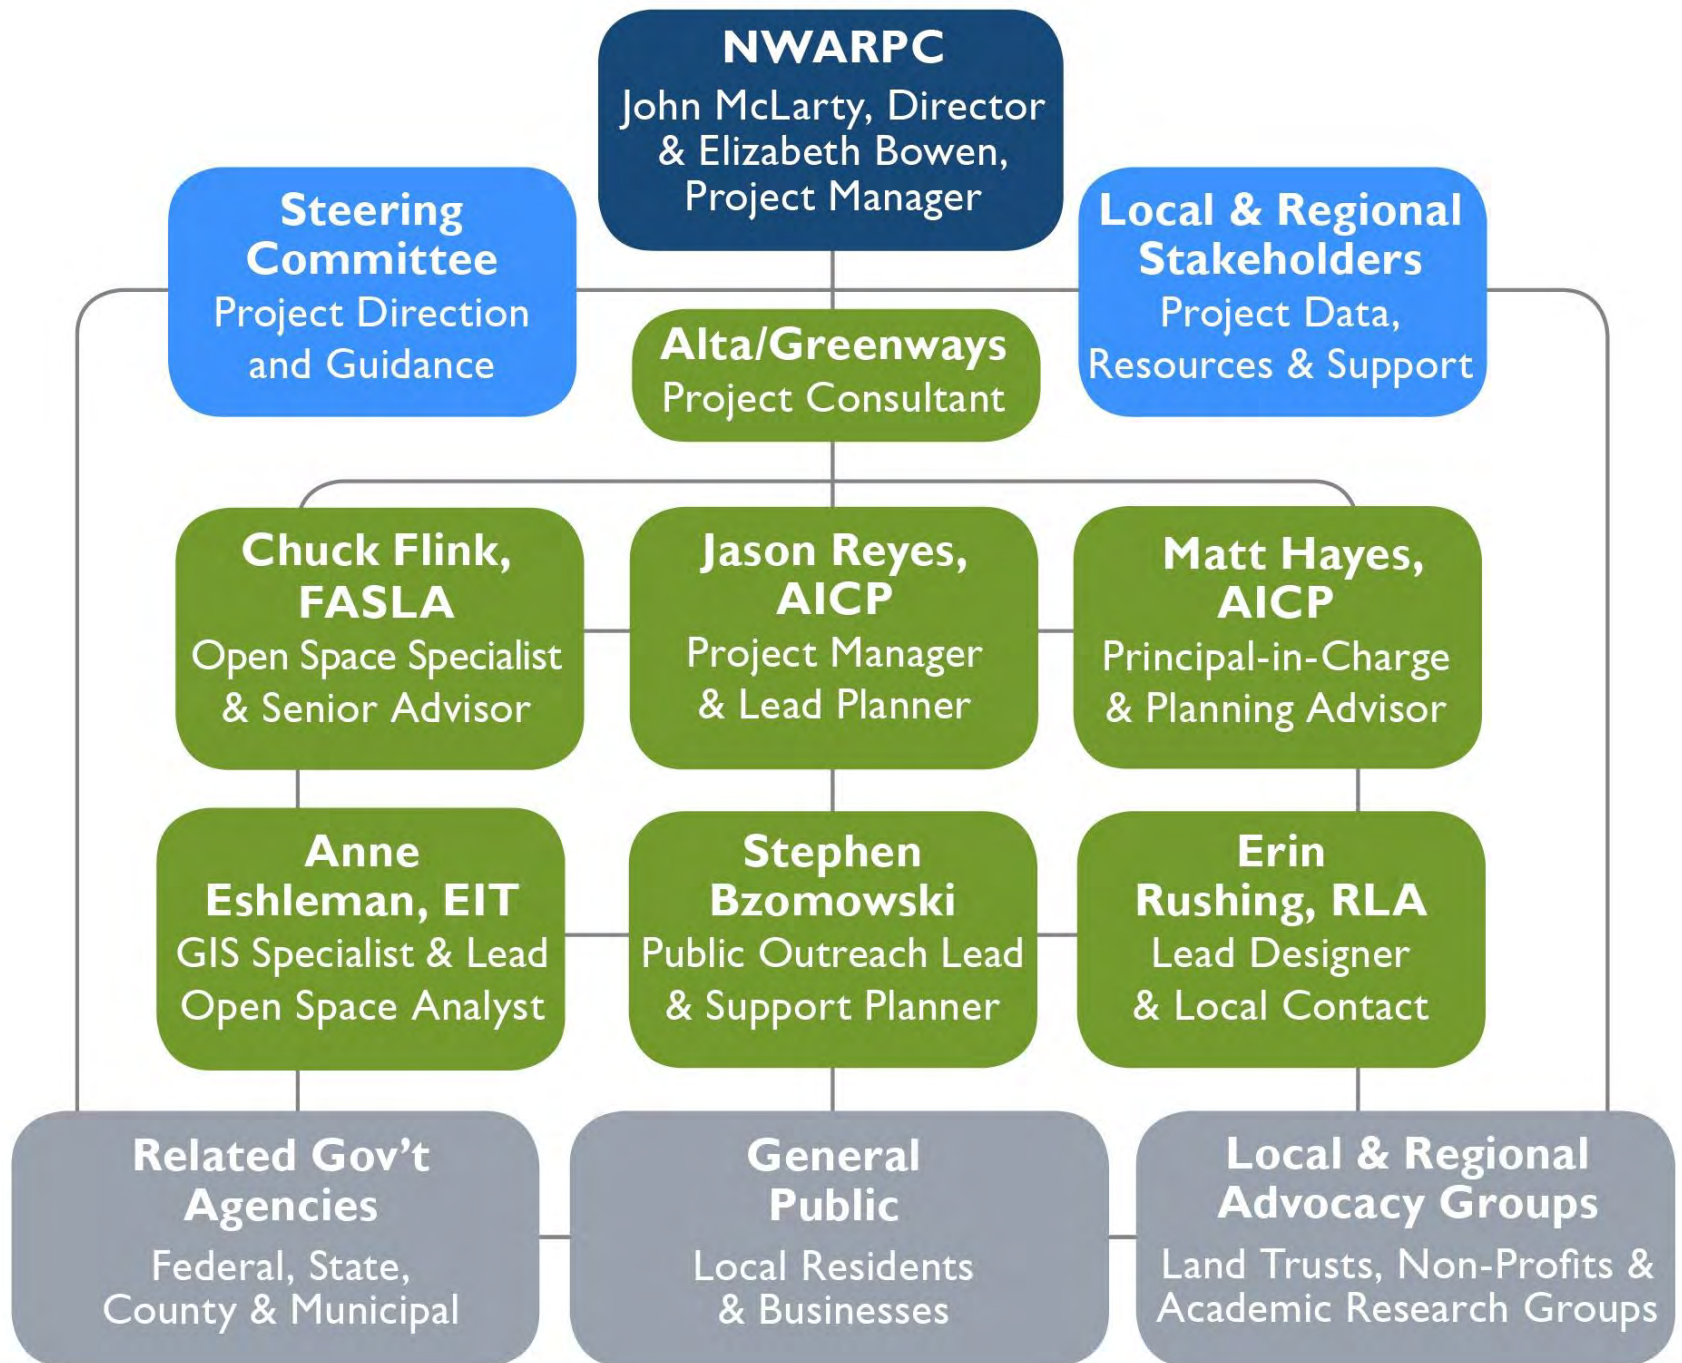 NWARPC
John McLarty, Director
& Elizabeth Bowen,
Project Manager
Steering
Committee
Project Direction
and Guidance
Local & Regional
Stakeholders
Project Data,
Resources & Support
Alta/Greenways
Project Consultant
Chuck Flink,
FASLA
Open Space Specialist
& Senior Advisor
Jason Reyes,
AICP
Project Manager
& Lead Planner
Matt Hayes,
AICP
Principal-in-Charge
& Planning Advisor
Anne
Eshleman, EIT
GIS Specialist & Lead
Open Space Analyst
Stephen
Bzomowski
Public Outreach Lead
& Support Planner
Erin
Rushing, RLA
Lead Designer
& Local Contact
Related Gov't
Agencies
Federal, State,
County & Municipal
General
Public
Local Residents
& Businesses
Local & Regional
Advocacy Groups
Land Trusts, Non-Profits &
Academic Research Groups